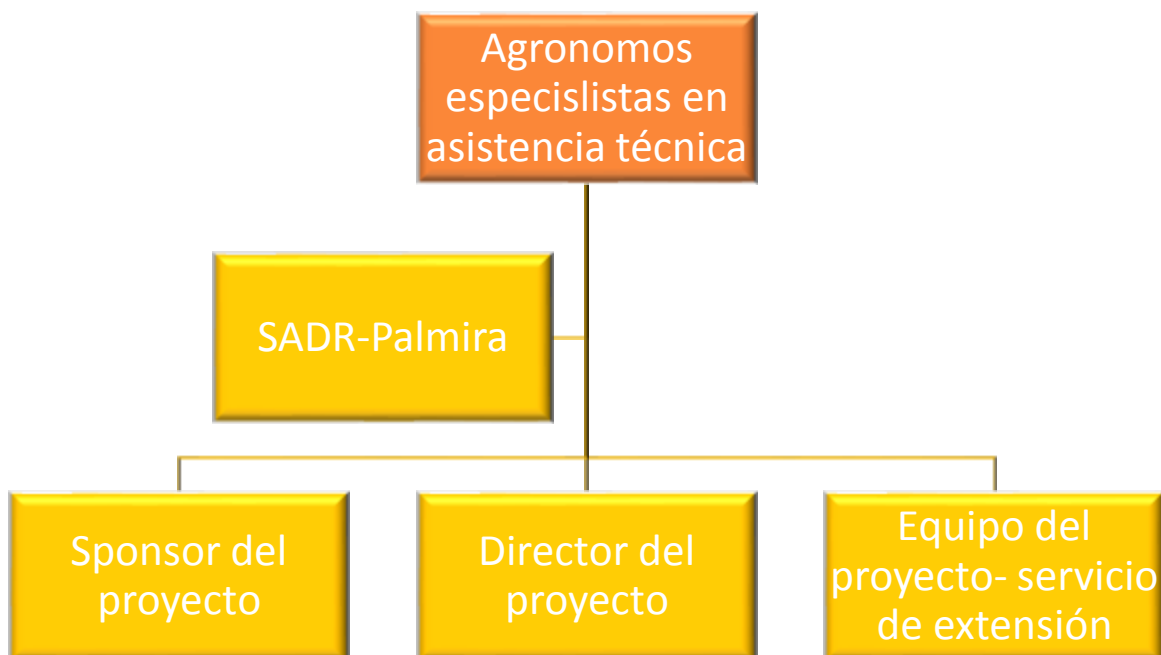 Agronomos
especislistas en
asistencia técnica
SADR-Palmira
Sponsor del
proyecto
Director del
proyecto
Equipo del
proyecto- servicio
de extensión